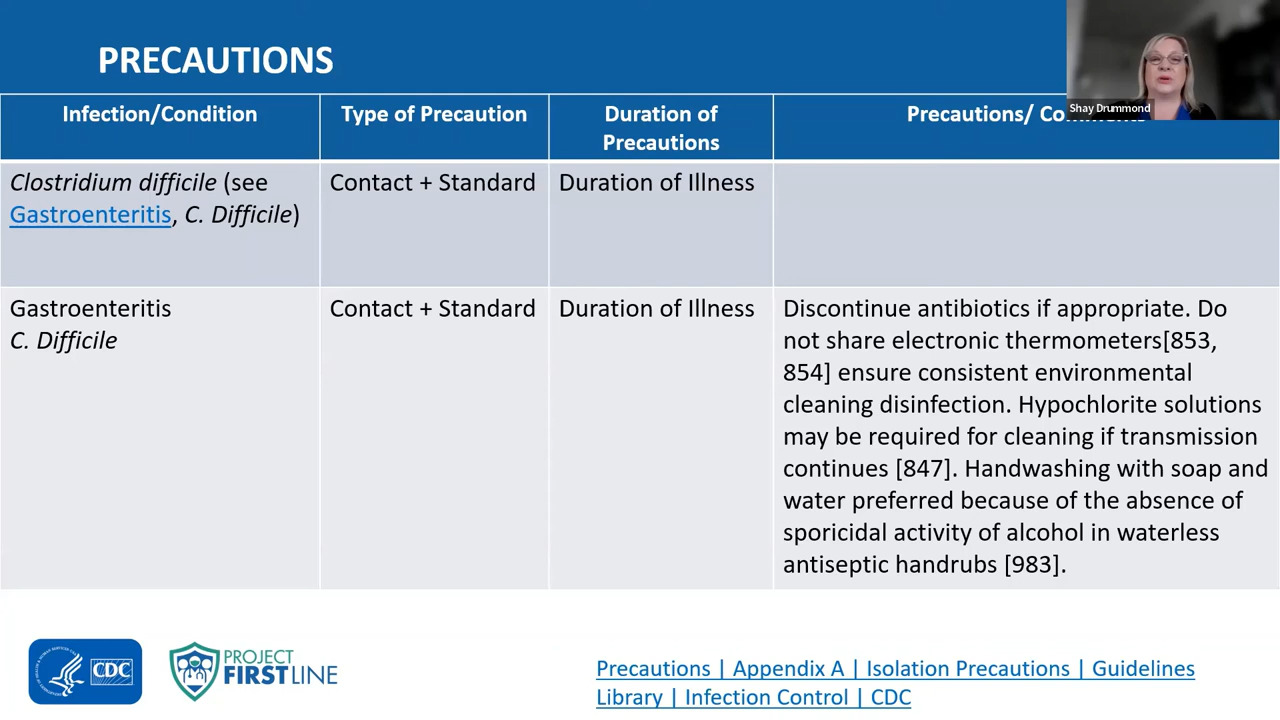 PRECAUTIONS
Shay Drummond
Infection/Condition
Type of Precaution
Duration of
Precautions
Precautions/
Clostridium difficile (see
Gastroenteritis, C. Difficile)
Contact + Standard
Duration of Illness
Gastroenteritis
C. Difficile
Contact + Standard
Duration of Illness
Discontinue antibiotics if appropriate. Do
not share electronic thermometers[853,
854] ensure consistent environmental
cleaning disinfection. Hypochlorite solutions
may be required for cleaning if transmission
continues [847]. Handwashing with soap and
water preferred because of the absence of
sporicidal activity of alcohol in waterless
antiseptic handrubs [983].
CDC
PROJECT
FIRSTLINE
Precautions | Appendix A | Isolation Precautions | Guidelines
Library | Infection Control | CDC